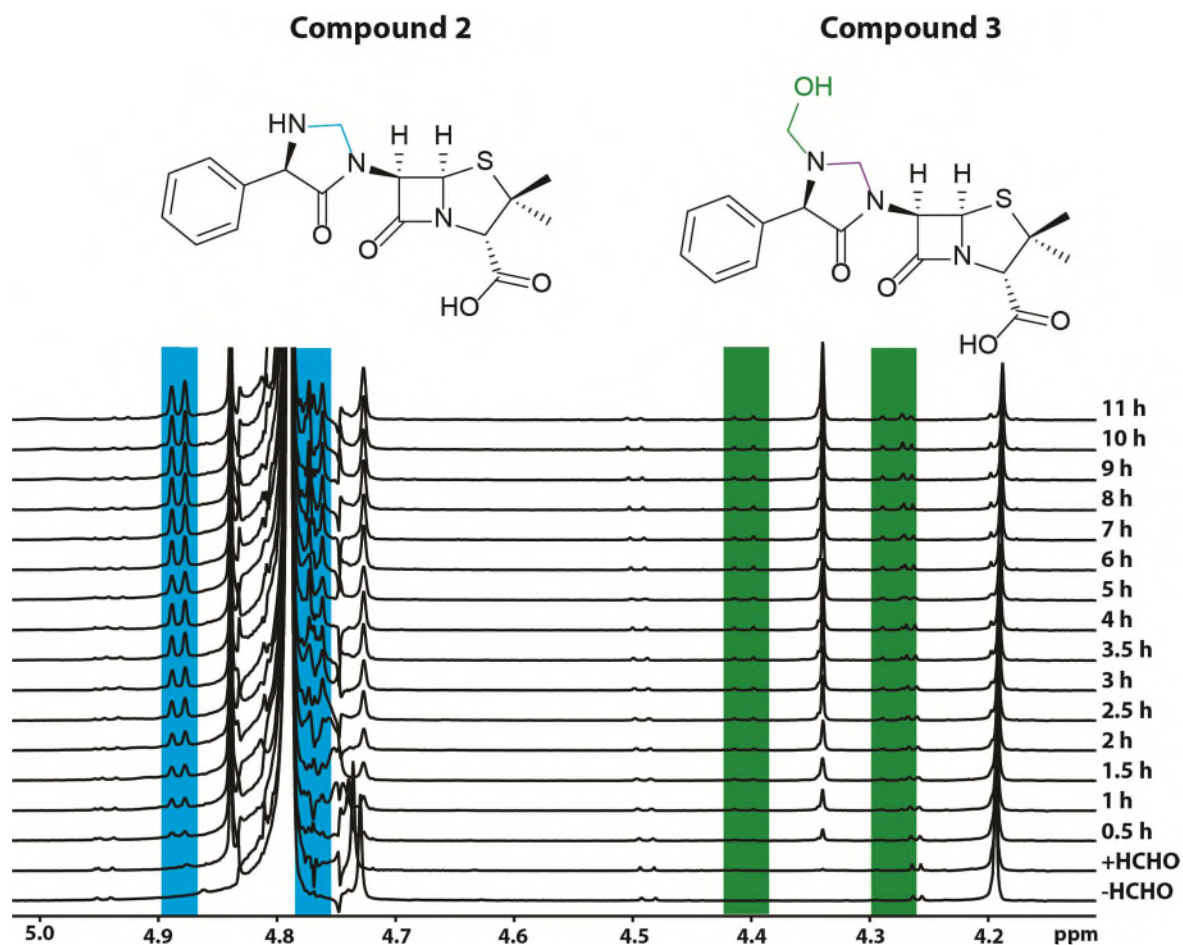 Compound 2
Compound 3
OH
HN
H
H
S
N
N
O
O
HO
O
N
H
H
S
N
N
O
O
HO
O
11 h
10 h
9 h
8 h
7 h
6 h
5 h
4 h
3.5 h
3 h
2.5 h
2 h
1.5 h
1 h
0.5 h
+HCHO
-HCHO
5.0 4.9 4.8 4.7 4.6 4.5 4.4 4.3 4.2 ppm